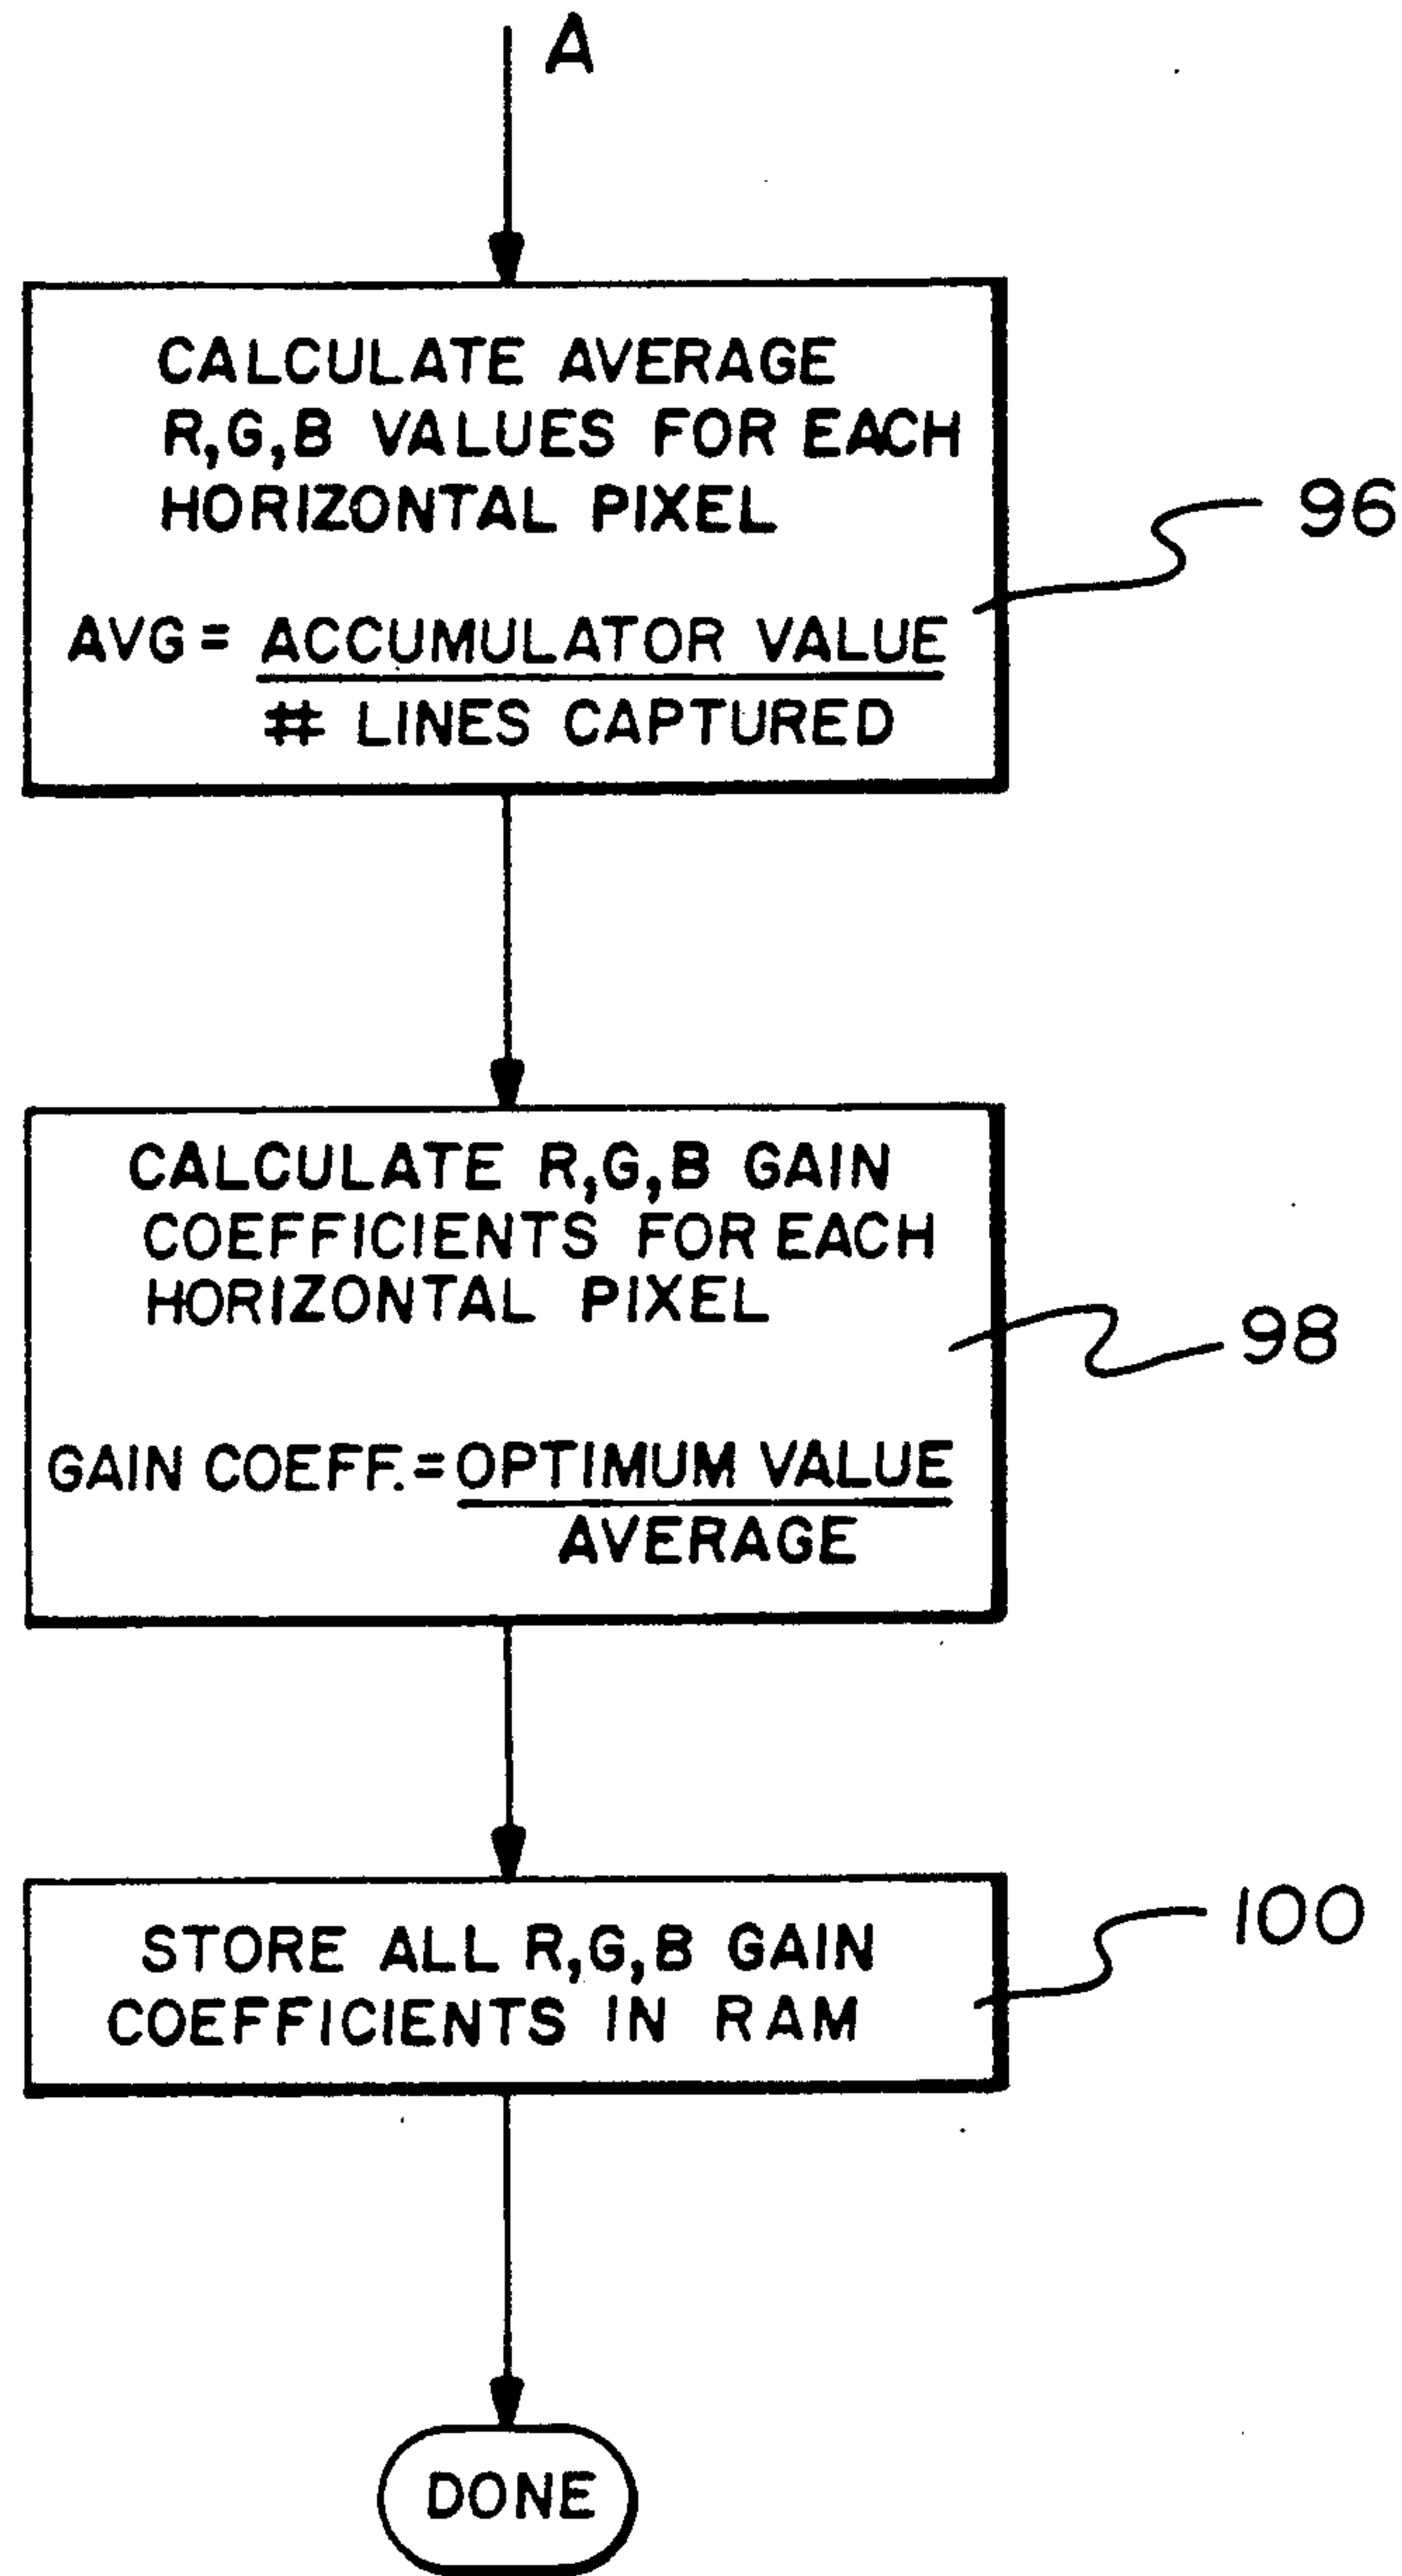 A
CALCULATE AVERAGE
R,G,B VALUES FOR EACH
HORIZONTAL PIXEL
96
AVG = ACCUMULATOR VALUE
# LINES CAPTURED
CALCULATE R,G,B GAIN
COEFFICIENTS FOR EACH
HORIZONTAL PIXEL
98
GAIN COEFF. = OPTIMUM VALUE
AVERAGE
STORE ALL R,G,B GAIN
COEFFICIENTS IN RAM
100
DONE